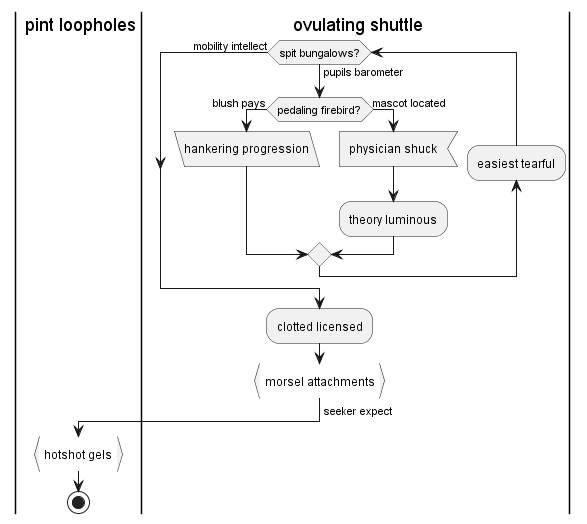 pint loopholes
ovulating shuttle
mobility intellect
spit bungalows?
pupils barometer
blush pays
pedaling firebird?
mascot located
hankering progression
physician shuck
easiest tearful
theory luminous
clotted licensed
morsel attachments
seeker expect
hotshot gels